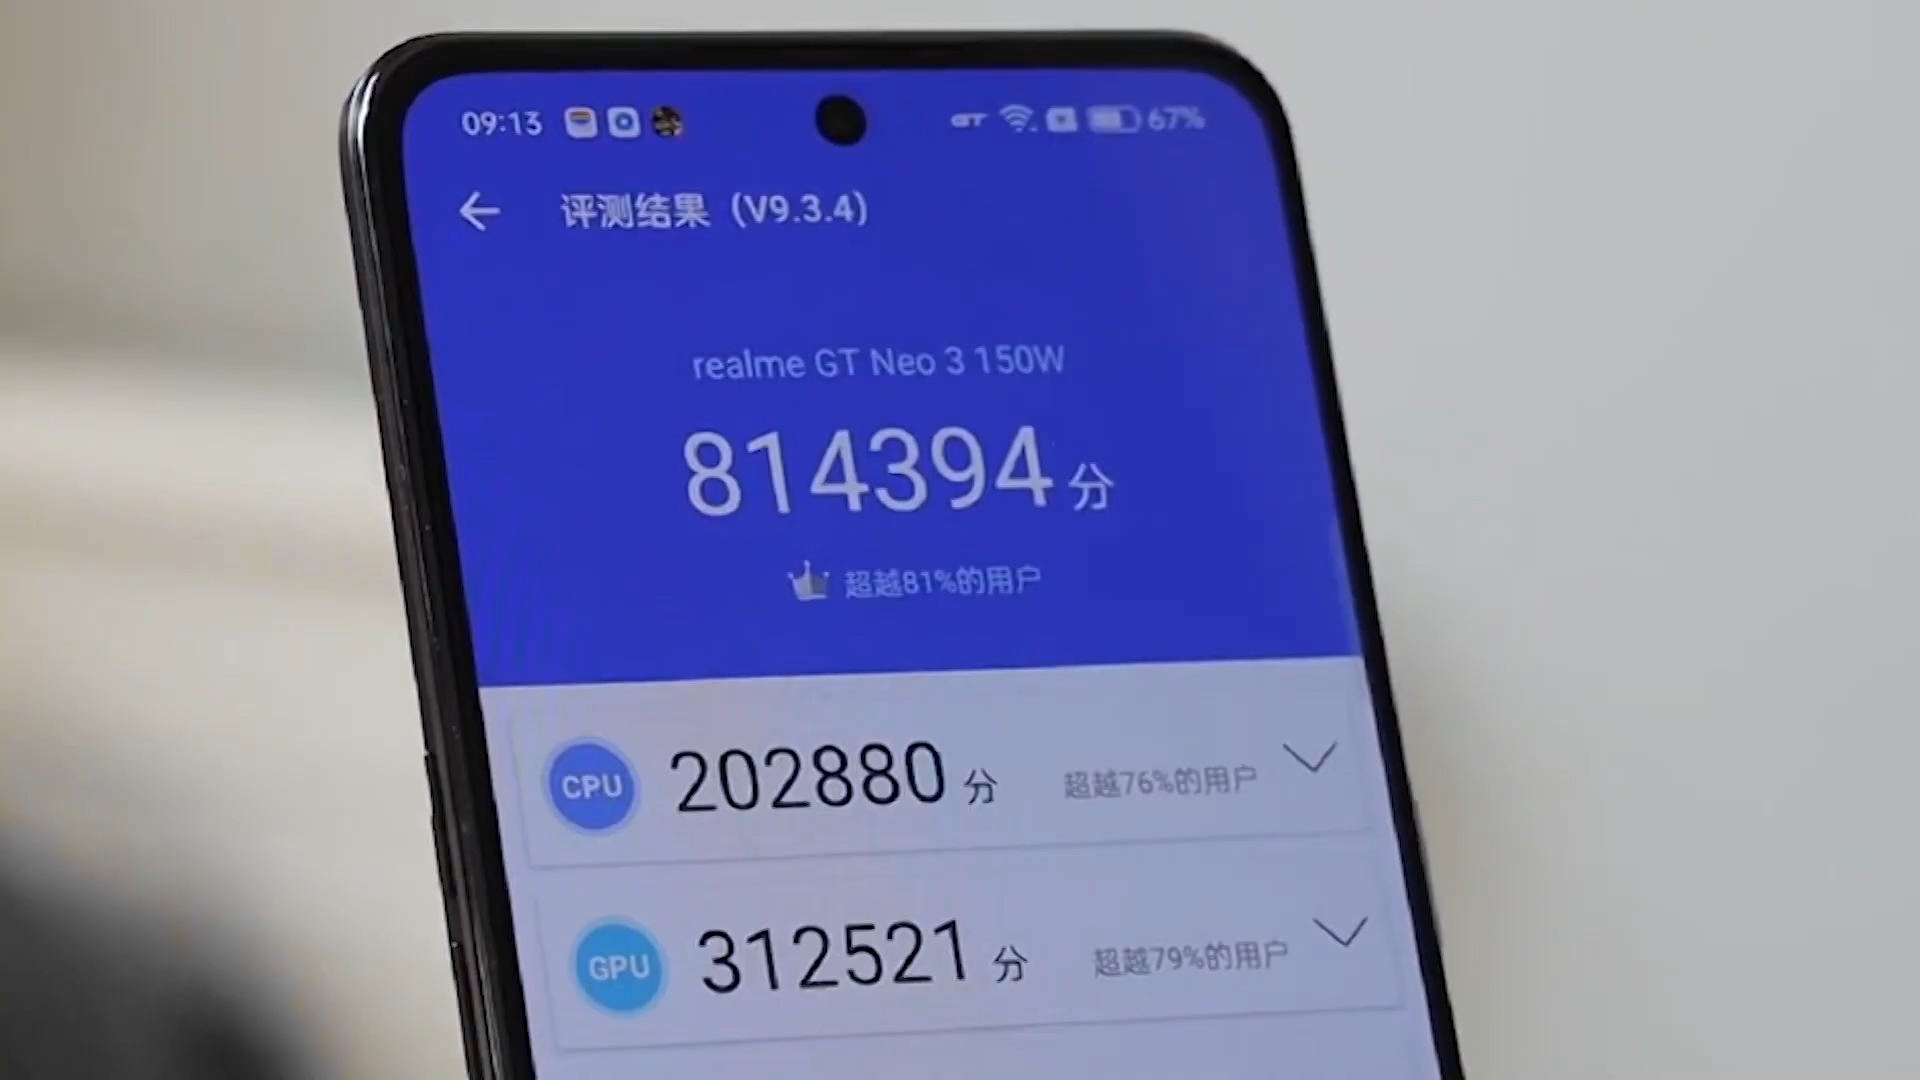 09:13 GT 67%
评测结果（V9.3.4）
realme GT Neo 3 150W
814394 分
超越81%的用户
CPU 202880 分 超越76%的用户
GPU 312521 分 超越79%的用户